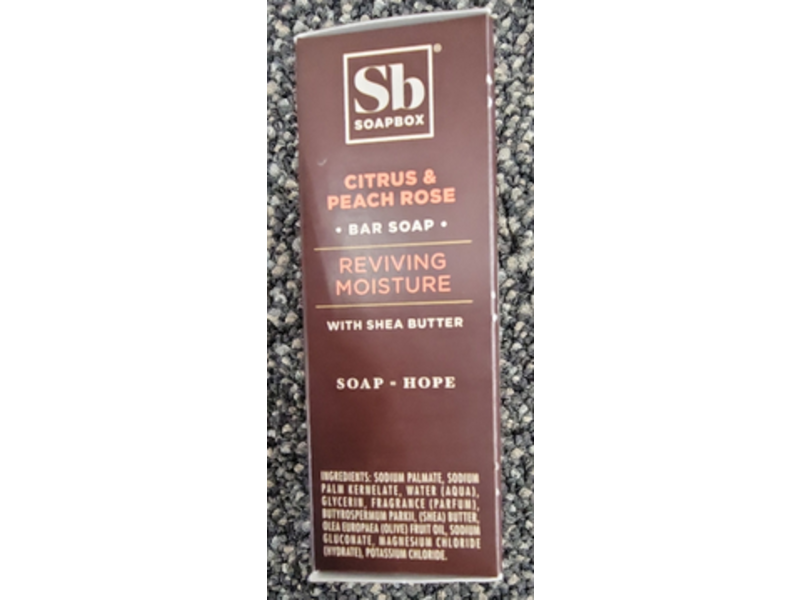 Sb®
SOAPBOX
CITRUS &
PEACH ROSE
• BAR SOAP •
REVIVING
MOISTURE
WITH SHEA BUTTER
SOAP = HOPE
INGREDIENTS: SODIUM PALMATE, SODIUM
PALM KERNELATE, WATER (AQUA),
GLYCERIN, FRAGRANCE (PARFUM),
BUTYROSPERMUM PARKII, (SHEA) BUTTER,
OLEA EUROPAEA (OLIVE) FRUIT OIL, SODIUM
GLUCONATE, MAGNESIUM CHLORIDE
(HYDRATE), POTASSIUM CHLORIDE.